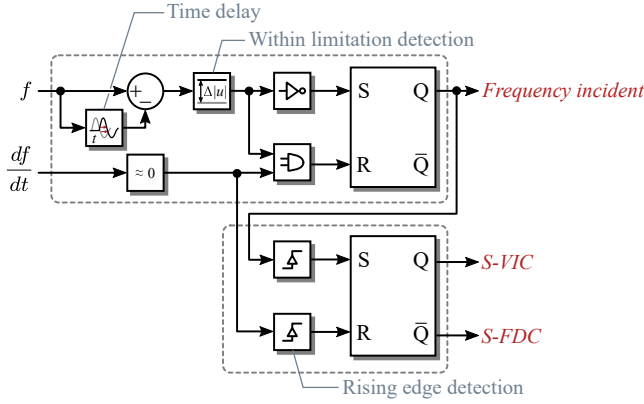 Time delay
Within limitation detection
f
+
−
Δ|u|
S
Q
Frequency incident
t
R
Q̅
df
dt
≈ 0
S
Q
S-VIC
R
Q̅
S-FDC
Rising edge detection